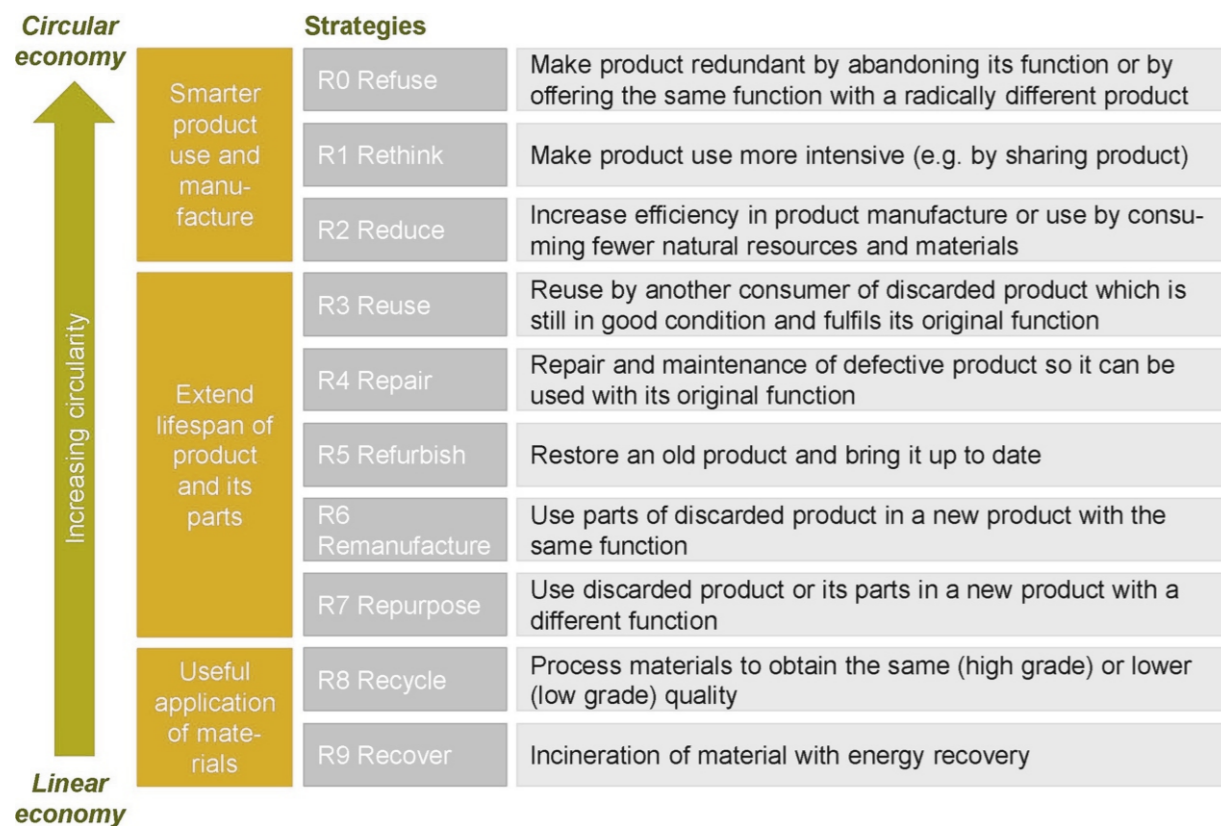 Circular
economy
Strategies
Increasing circularity
Smarter
product
use and
manu-
facture
R0 Refuse
Make product redundant by abandoning its function or by
offering the same function with a radically different product
R1 Rethink
Make product use more intensive (e.g. by sharing product)
R2 Reduce
Increase efficiency in product manufacture or use by consu-
ming fewer natural resources and materials
Extend
lifespan of
product
and its
parts
R3 Reuse
Reuse by another consumer of discarded product which is
still in good condition and fulfils its original function
R4 Repair
Repair and maintenance of defective product so it can be
used with its original function
R5 Refurbish
Restore an old product and bring it up to date
R6
Remanufacture
Use parts of discarded product in a new product with the
same function
R7 Repurpose
Use discarded product or its parts in a new product with a
different function
Useful
application
of mate-
rials
R8 Recycle
Process materials to obtain the same (high grade) or lower
(low grade) quality
R9 Recover
Incineration of material with energy recovery
Linear
economy